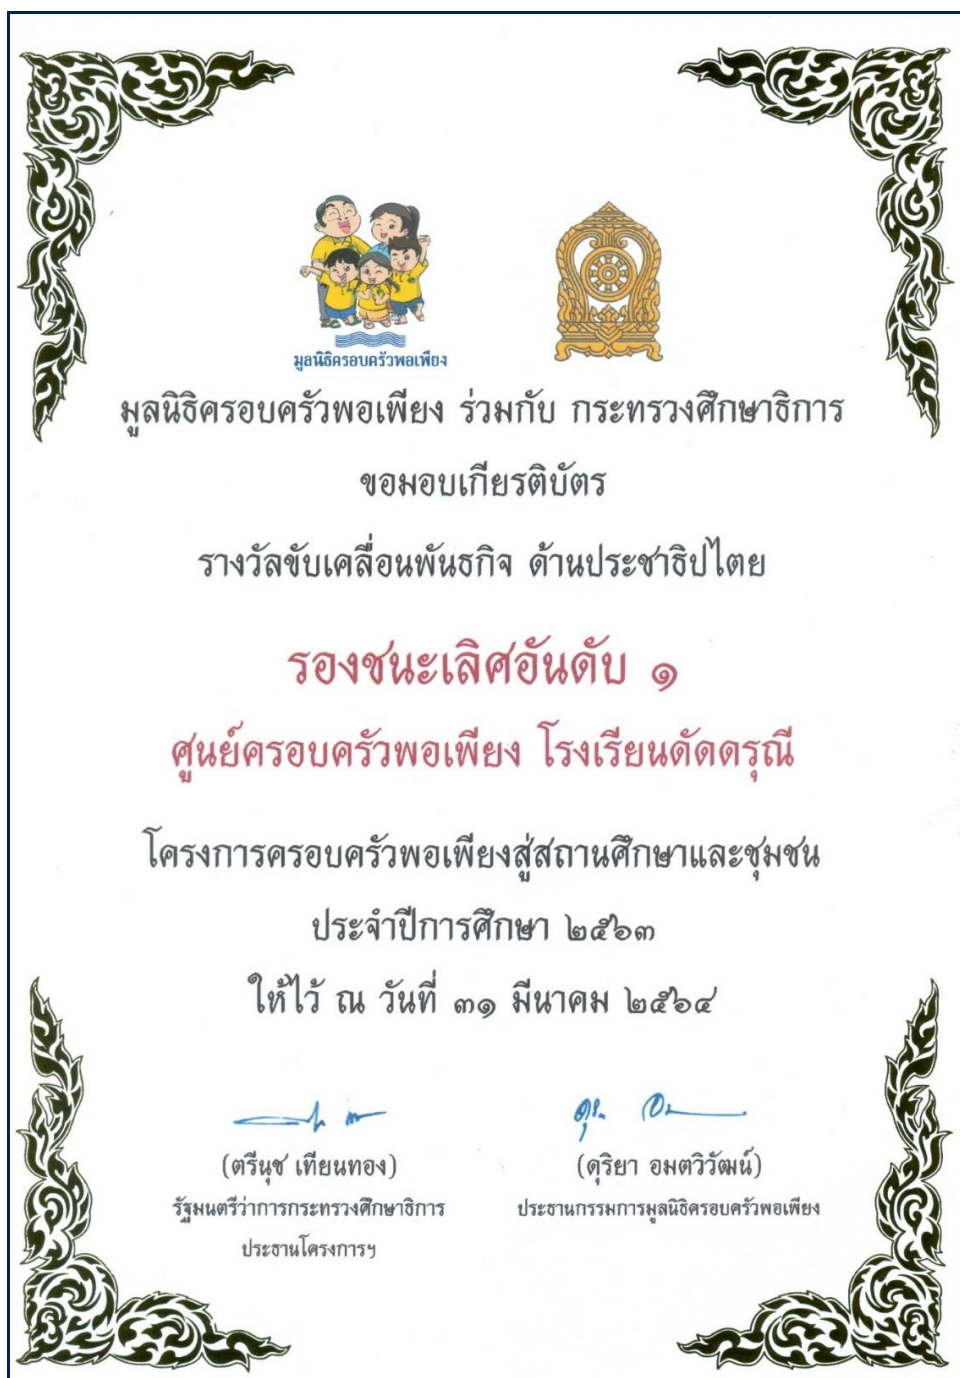 มูลนิธิครอบครัวพอเพียง
มูลนิธิครอบครัวพอเพียง ร่วมกับ กระทรวงศึกษาธิการ
ขอมอบเกียรติบัตร
รางวัลขับเคลื่อนพันธกิจ ด้านประชาธิปไตย
รองชนะเลิศอันดับ ๑
ศูนย์ครอบครัวพอเพียง โรงเรียนดัดดรุณี
โครงการครอบครัวพอเพียงสู่สถานศึกษาและชุมชน
ประจำปีการศึกษา ๒๕๖๓
ให้ไว้ ณ วันที่ ๓๑ มีนาคม ๒๕๖๔
(ตรีนุช เทียนทอง) (ดุริยา อมตวิวัฒน์)
รัฐมนตรีว่าการกระทรวงศึกษาธิการ ประธานกรรมการมูลนิธิครอบครัวพอเพียง
ประธานโครงการฯ